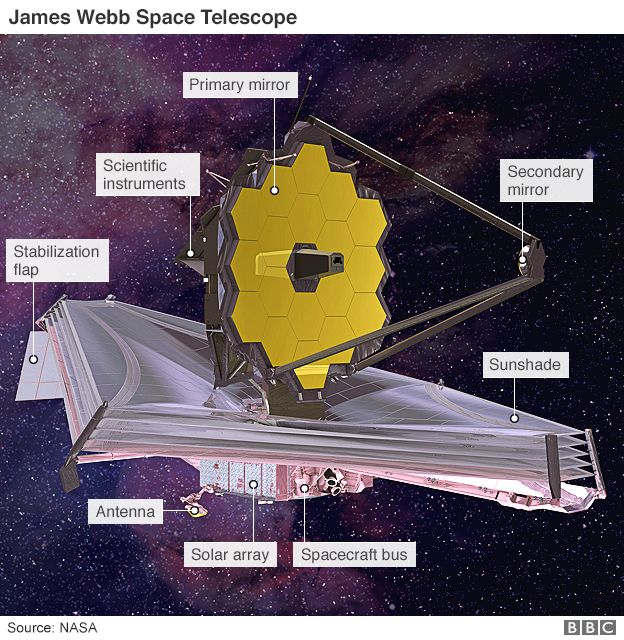 James Webb Space Telescope
Primary mirror
Scientific
instruments
Secondary
mirror
Stabilization
flap
Sunshade
Antenna
Solar array
Spacecraft bus
Source: NASA
BBC